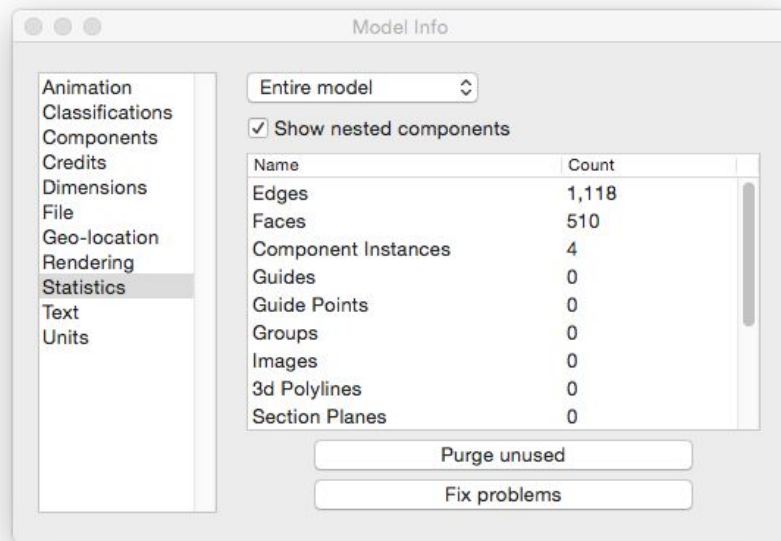 Model Info
Animation
Classifications
Components
Credits
Dimensions
File
Geo-location
Rendering
Statistics
Text
Units
Entire model
Show nested components
Name Count
Edges 1,118
Faces 510
Component Instances 4
Guides 0
Guide Points 0
Groups 0
Images 0
3d Polylines 0
Section Planes 0
Purge unused
Fix problems